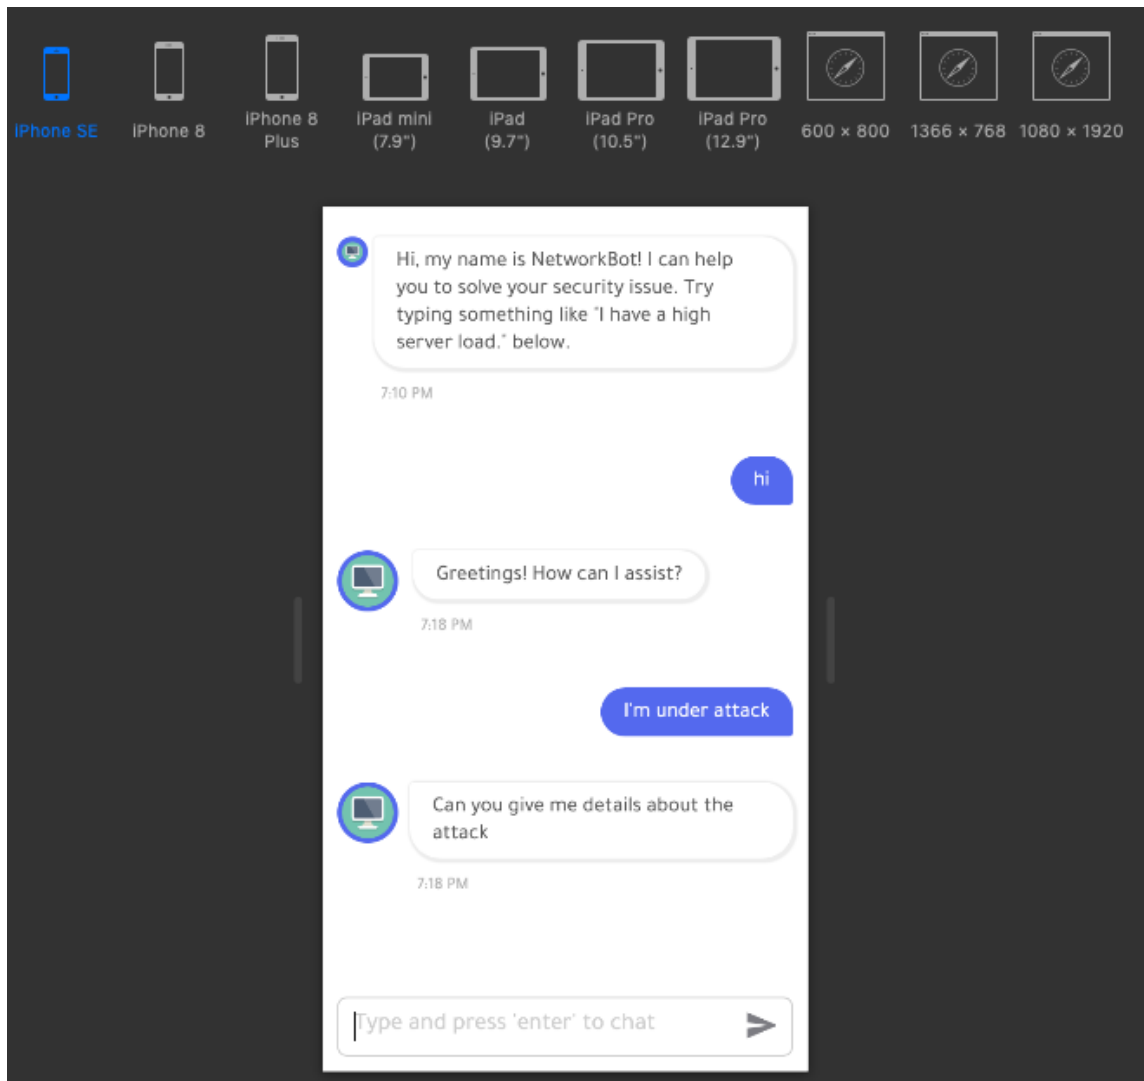 iPhone SE
iPhone 8
iPhone 8
Plus
iPad mini
(7.9")
iPad
(9.7")
iPad Pro
(10.5")
iPad Pro
(12.9")
600 × 800
1366 × 768
1080 × 1920
Hi, my name is NetworkBot! I can help
you to solve your security issue. Try
typing something like "I have a high
server load." below.
7:10 PM
hi
Greetings! How can I assist?
7:18 PM
I'm under attack
Can you give me details about the
attack
7:18 PM
Type and press 'enter' to chat